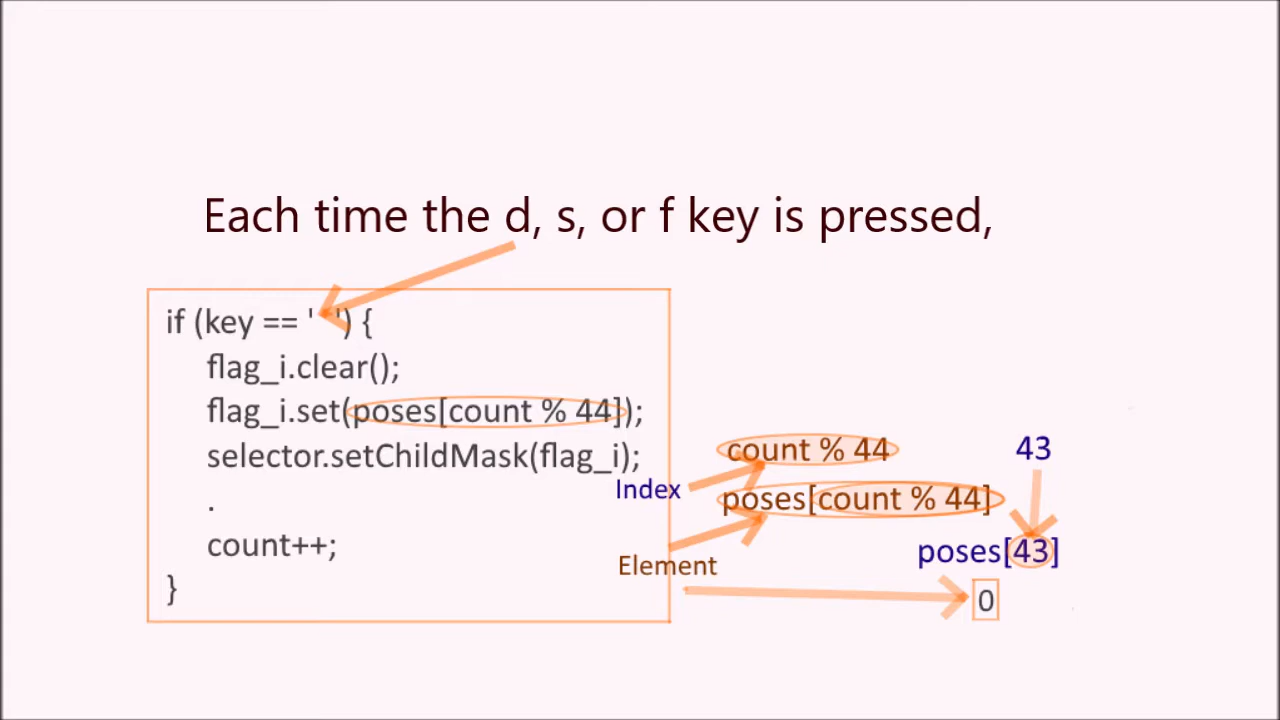 Each time the d, s, or f key is pressed,
if (key == ' ') {
flag_i.clear();
flag_i.set(poses[count % 44]);
selector.setChildMask(flag_i);
.
count++;
}
count % 44
43
Index
poses[count % 44]
poses[43]
Element
0